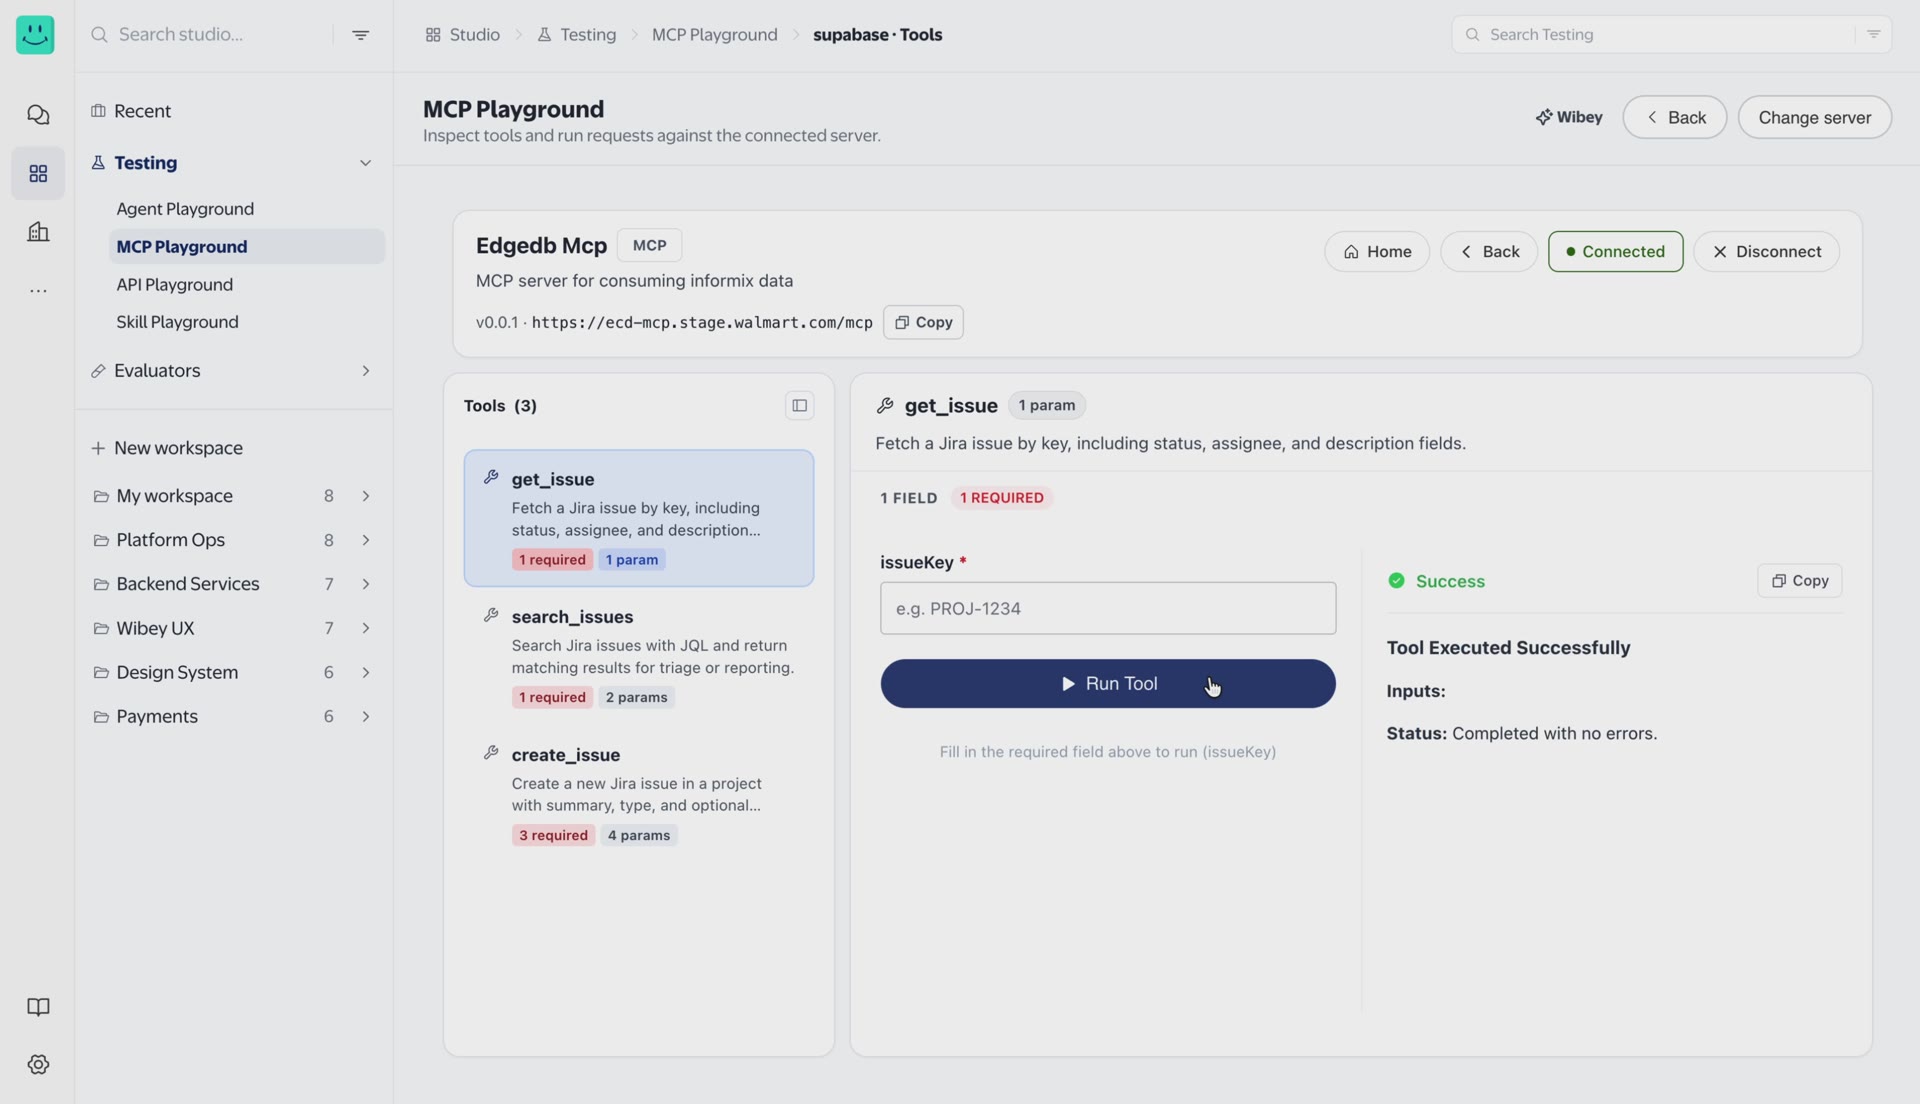 Search studio...
Studio
Testing
MCP Playground
supabase · Tools
Search Testing
Recent
Testing
Agent Playground
MCP Playground
API Playground
Skill Playground
Evaluators
New workspace
My workspace 8
Platform Ops 8
Backend Services 7
Wibey UX 7
Design System 6
Payments 6
MCP Playground
Inspect tools and run requests against the connected server.
Wibey
Back
Change server
Edgedb Mcp MCP
MCP server for consuming informix data
v0.0.1 · https://ecd-mcp.stage.walmart.com/mcp Copy
Home
Back
Connected
Disconnect
Tools (3)
get_issue
Fetch a Jira issue by key, including
status, assignee, and description...
1 required 1 param
search_issues
Search Jira issues with JQL and return
matching results for triage or reporting.
1 required 2 params
create_issue
Create a new Jira issue in a project
with summary, type, and optional...
3 required 4 params
get_issue 1 param
Fetch a Jira issue by key, including status, assignee, and description fields.
1 FIELD 1 REQUIRED
issueKey *
e.g. PROJ-1234
Run Tool
Fill in the required field above to run (issueKey)
Success
Copy
Tool Executed Successfully
Inputs:
Status: Completed with no errors.